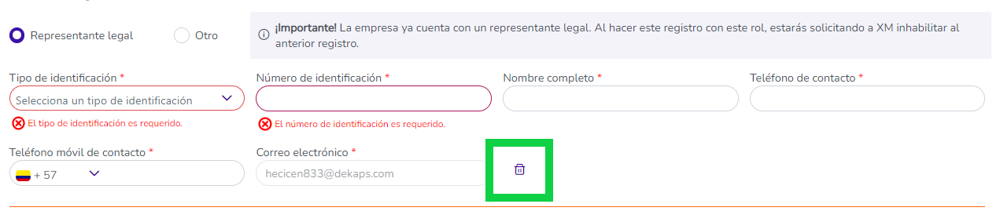 Representante legal
Otro
¡Importante! La empresa ya cuenta con un representante legal. Al hacer este registro con este rol, estarás solicitando a XM inhabilitar al
anterior registro.
Tipo de identificación *
Número de identificación *
Nombre completo *
Teléfono de contacto *
Selecciona un tipo de identificación
El tipo de identificación es requerido.
El número de identificación es requerido.
Teléfono móvil de contacto *
Correo electrónico *
+ 57
hecicen833@dekaps.com